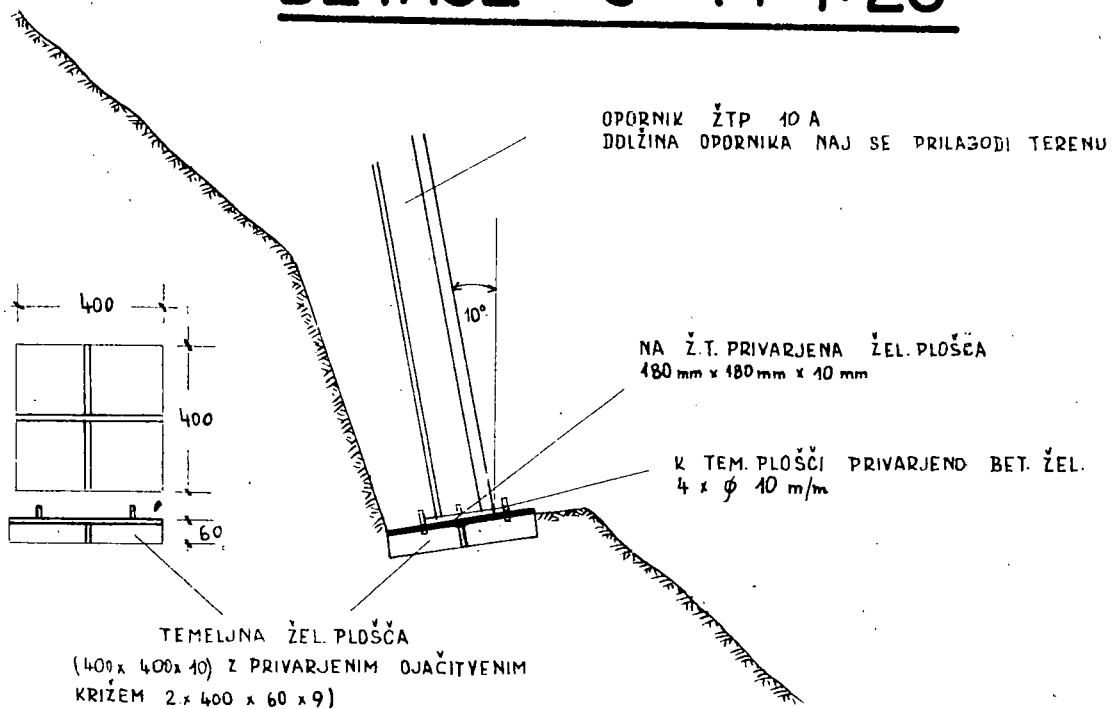 OPORNIK ŽTP 10 A
DOLŽINA OPORNIKA NAJ SE PRILAGODI TERENU
10°
400
400
60
NA Ž.T. PRIVARJENA ŽEL. PLOŠČA
180 mm x 180 mm x 10 mm
K TEM. PLOŠČI PRIVARJENO BET. ŽEL.
4 x φ 10 m/m
TEMELJNA ŽEL. PLOŠČA
(400 x 400 x 10) Z PRIVARJENIM OJAČITVENIM
KRIŽEM 2 x 400 x 60 x 9)